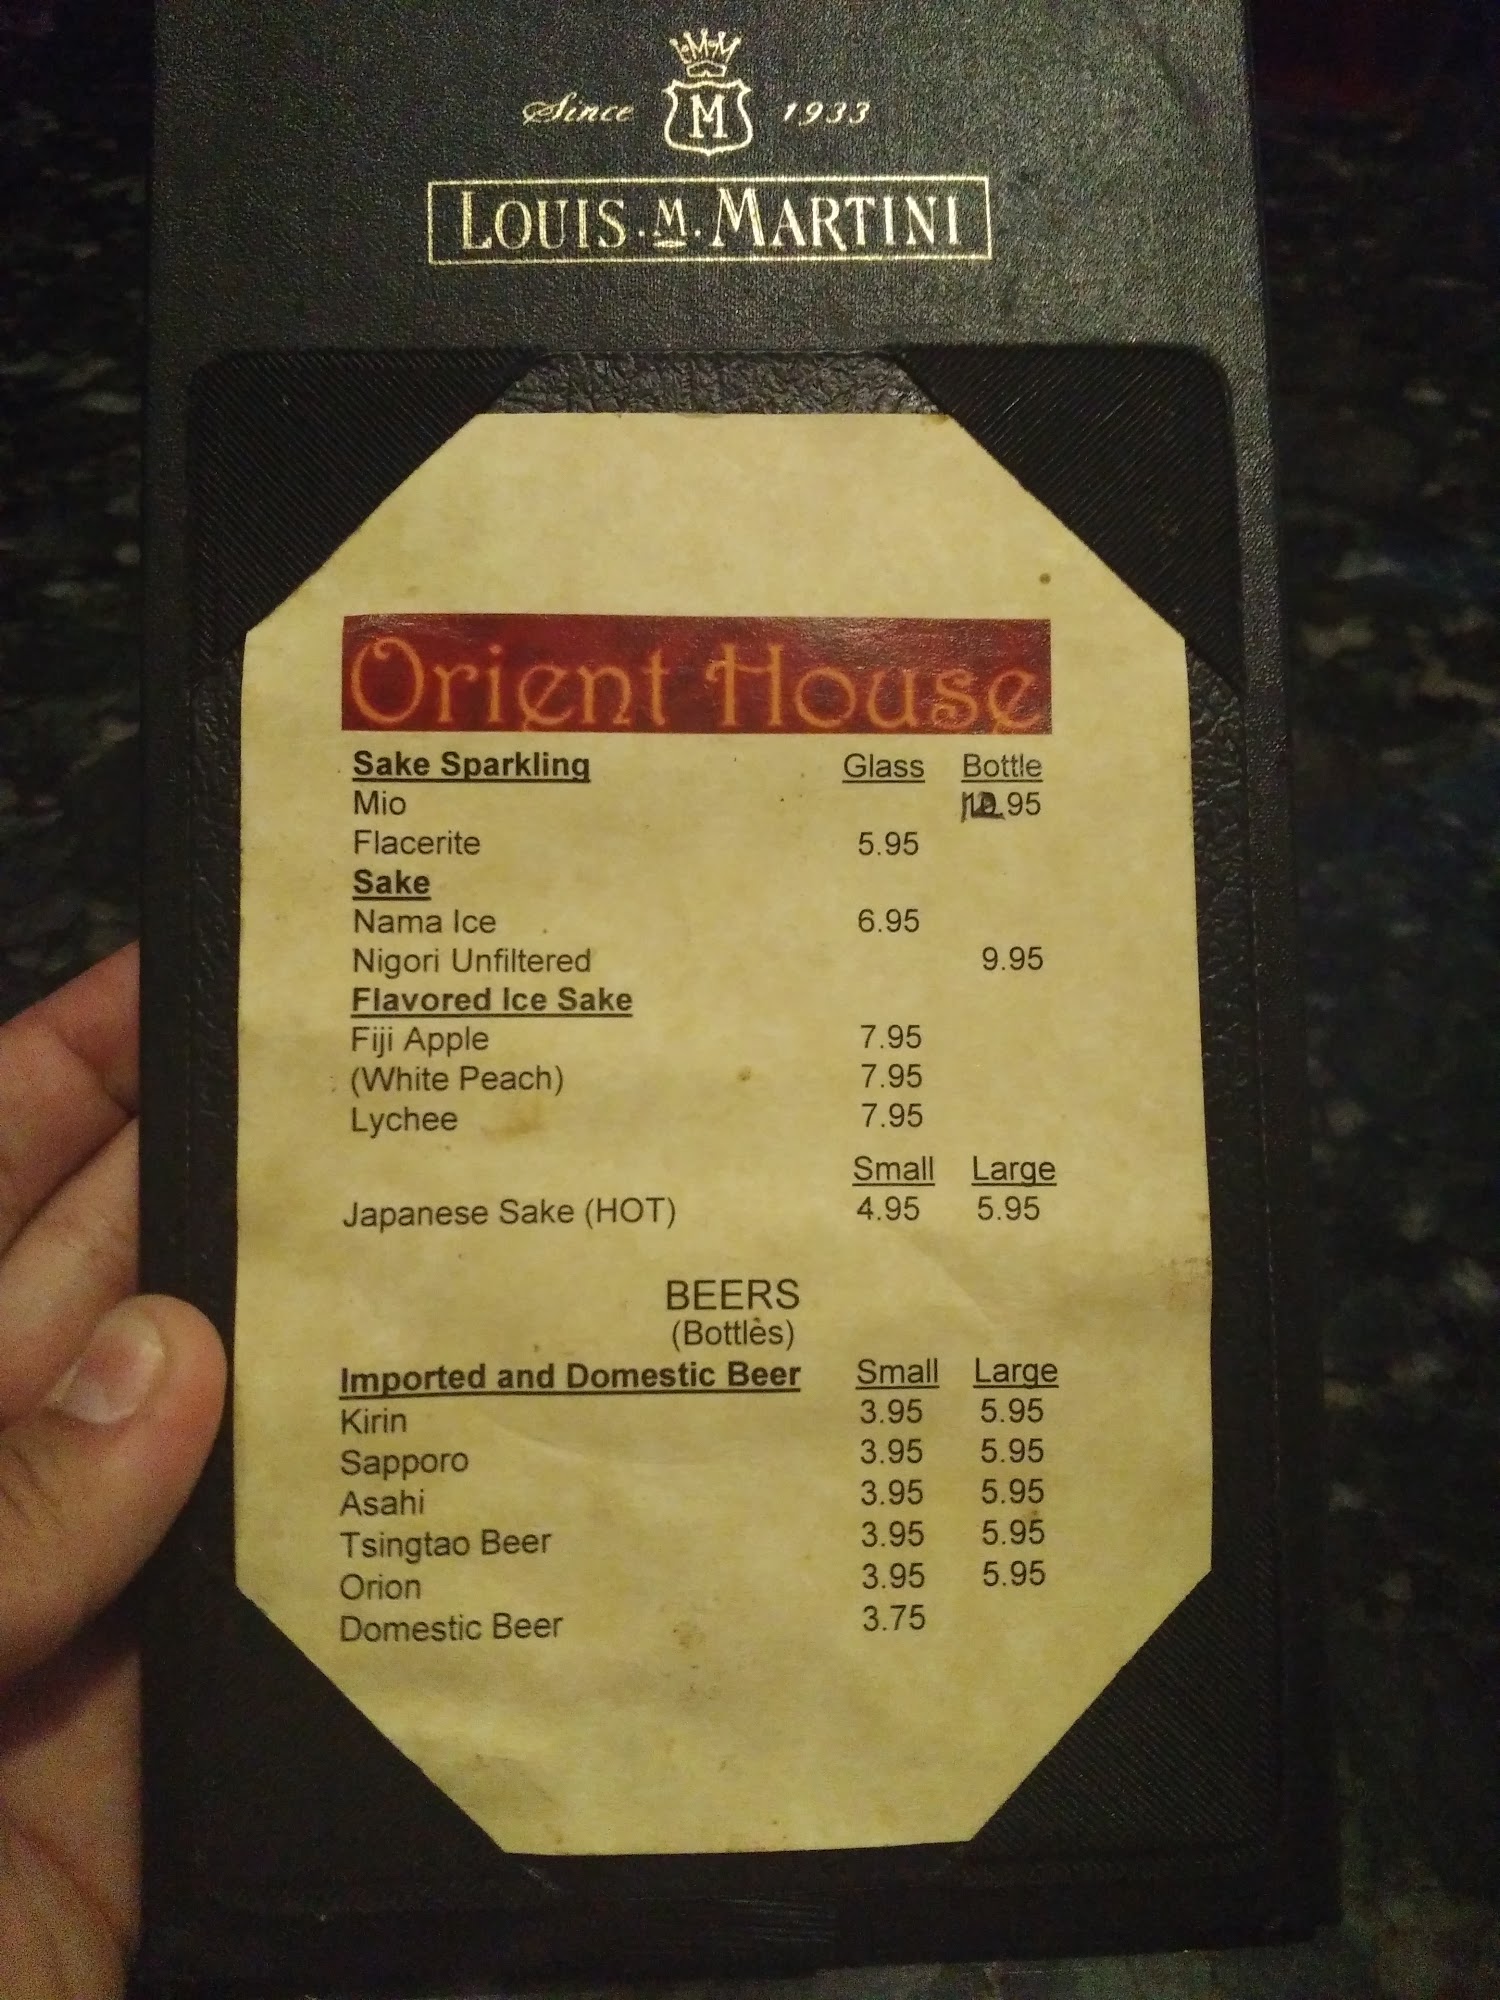 Since M 1933
LOUIS · M · MARTINI
Orient House
Sake Sparkling Glass Bottle
Mio 12.95
Flacerite 5.95
Sake
Nama Ice 6.95
Nigori Unfiltered 9.95
Flavored Ice Sake
Fiji Apple 7.95
(White Peach) 7.95
Lychee 7.95
Small Large
Japanese Sake (HOT) 4.95 5.95
BEERS
(Bottles)
Imported and Domestic Beer Small Large
Kirin 3.95 5.95
Sapporo 3.95 5.95
Asahi 3.95 5.95
Tsingtao Beer 3.95 5.95
Orion 3.95 5.95
Domestic Beer 3.75